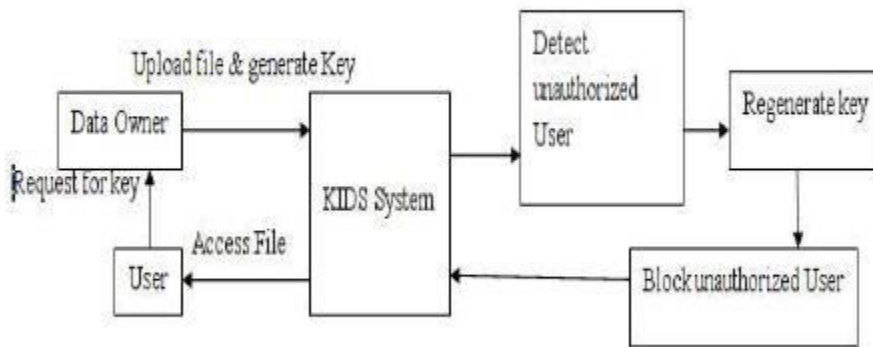 Upload file & generate Key
Data Owner
Request for key
User
Access File
KIDS System
Detect
unauthorized
User
Regenerate key
Block unauthorized User